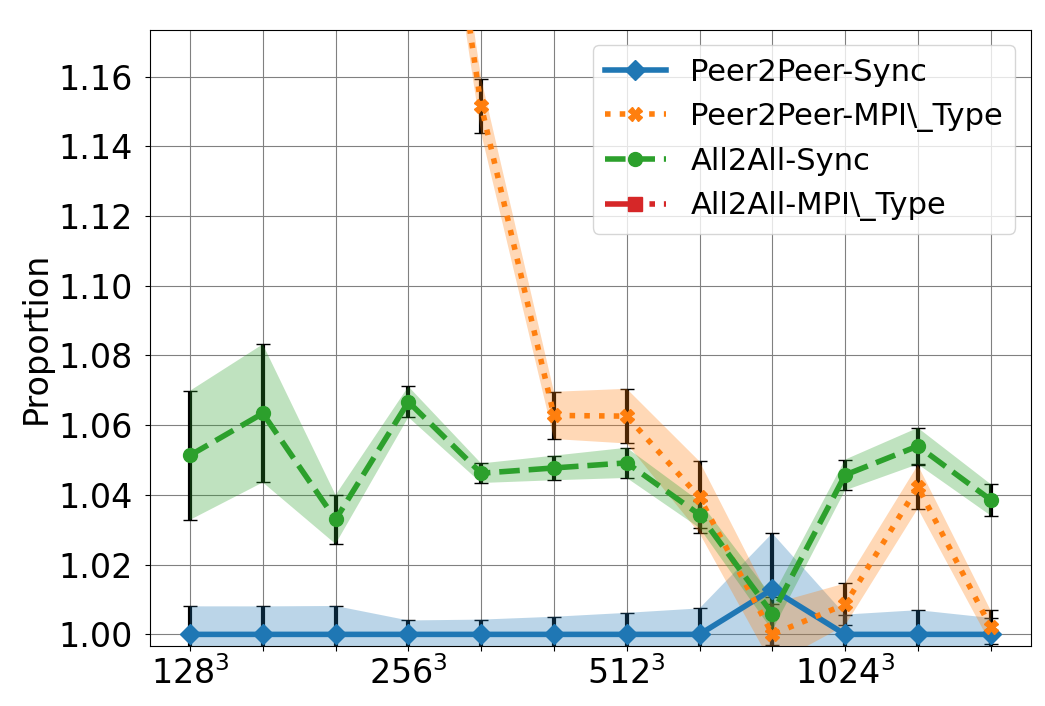 Peer2Peer-Sync
Peer2Peer-MPI\_Type
All2All-Sync
All2All-MPI\_Type
Proportion
1.16
1.14
1.12
1.10
1.08
1.06
1.04
1.02
1.00
128³ 256³ 512³ 1024³